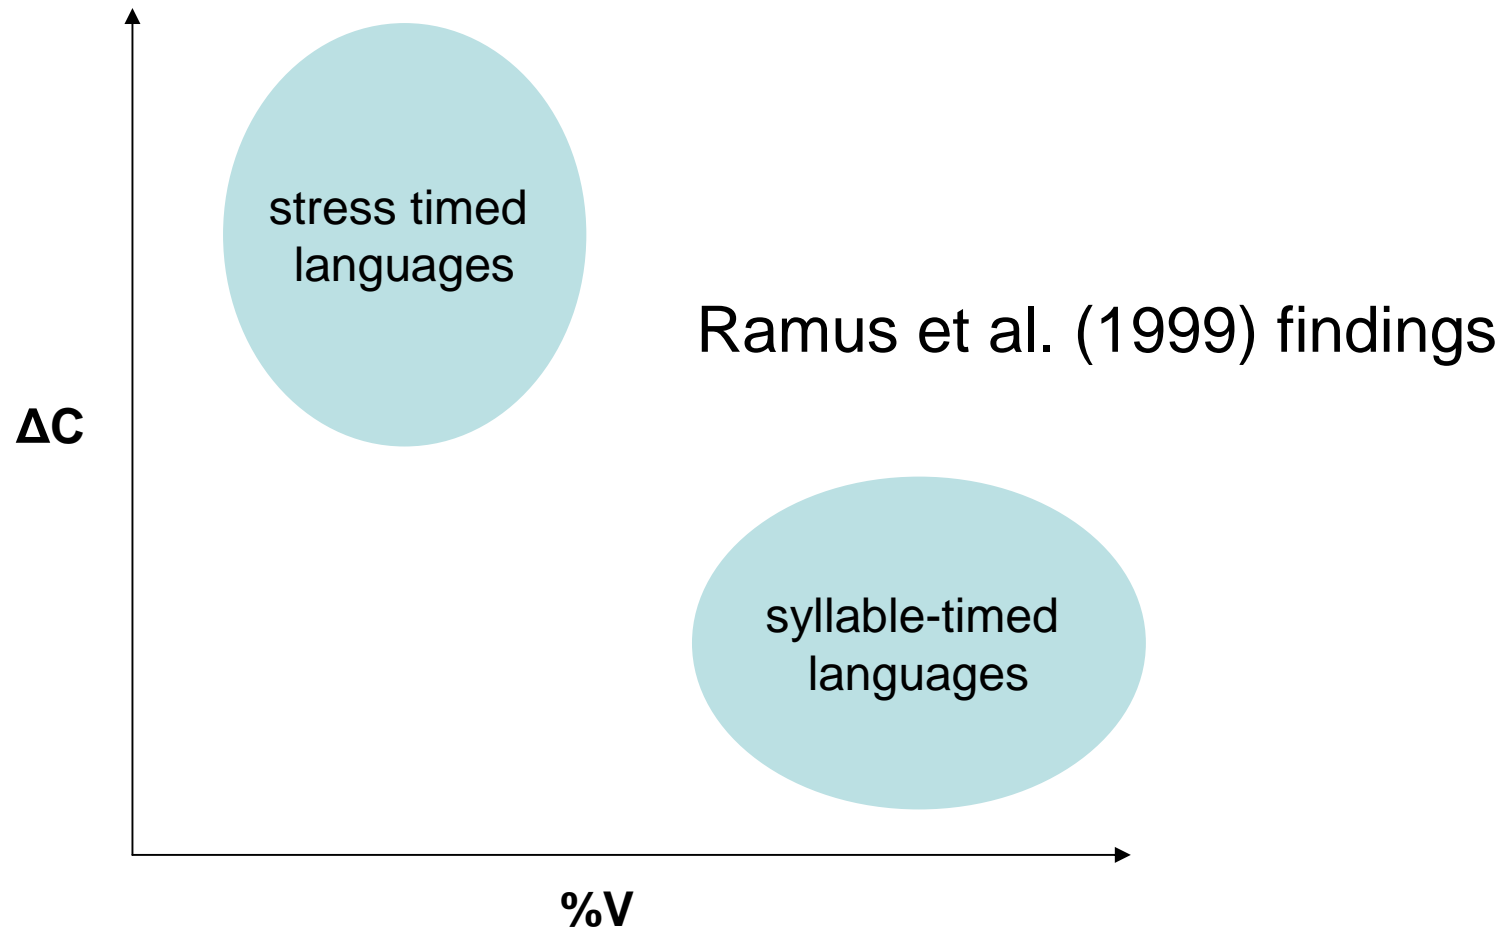 stress timed
languages
Ramus et al. (1999) findings
ΔC
syllable-timed
languages
%V